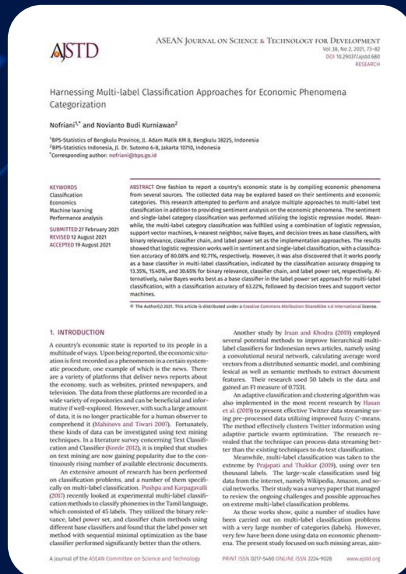 AJSTD
ASEAN JOURNAL ON SCIENCE & TECHNOLOGY FOR DEVELOPMENT
Vol 38, No 2, 2021, 73–82
DOI 10.29037/ajstd.680
RESEARCH
Harnessing Multi-label Classification Approaches for Economic Phenomena
Categorization
Nofriani1,* and Novianto Budi Kurniawan2
1BPS-Statistics of Bengkulu Province, Jl. Adam Malik KM 8, Bengkulu 38225, Indonesia
2BPS-Statistics Indonesia, Jl. Dr. Sutomo 6-8, Jakarta 10710, Indonesia
*Corresponding author: nofriani@bps.go.id
KEYWORDS
Classification
Economics
Machine learning
Performance analysis
SUBMITTED 27 February 2021
REVISED 12 August 2021
ACCEPTED 19 August 2021
ABSTRACT One fashion to report a country's economic state is by compiling economic phenomena
from several sources. The collected data may be explored based on their sentiments and economic
categories. This research attempted to perform and analyze multiple approaches to multi-label text
classification in addition to providing sentiment analysis on the economic phenomena. The sentiment
and single-label category classification was performed utilizing the logistic regression model. Mean-
while, the multi-label category classification was fulfilled using a combination of logistic regression,
support vector machines, k-nearest neighbor, naïve Bayes, and decision trees as base classifiers, with
binary relevance, classifier chain, and label power set as the implementation approaches. The results
showed that logistic regression works well in sentiment and single-label classification, with a classifica-
tion accuracy of 80.08% and 92.71%, respectively. However, it was also discovered that it works poorly
as a base classifier in multi-label classification, indicated by the classification accuracy dropping to
13.35%, 15.40%, and 30.65% for binary relevance, classifier chain, and label power set, respectively. Al-
ternatively, naïve Bayes works best as a base classifier in the label power set approach for multi-label
classification, with a classification accuracy of 63.22%, followed by decision trees and support vector
machines.
© The Author(s) 2021. This article is distributed under a Creative Commons Attribution-ShareAlike 4.0 International license.
1. INTRODUCTION
A country's economic state is reported to its people in a
multitude of ways. Upon being reported, the economic situ-
ation is first recorded as a phenomenon in a certain system-
atic procedure, one example of which is the news. There
are a variety of platforms that deliver news reports about
the economy, such as websites, printed newspapers, and
television. The data from these platforms are recorded in a
wide variety of repositories and can be beneficial and infor-
mative if well-explored. However, with such a large amount
of data, it is no longer practicable for a human observer to
comprehend it (Mahinovs and Tiwari 2007). Fortunately,
these kinds of data can be investigated using text mining
techniques. In a literature survey concerning Text Classifi-
cation and Classifier (Korde 2012), it is implied that studies
on text mining are now gaining popularity due to the con-
tinuously rising number of available electronic documents.
An extensive amount of research has been performed
on classification problems, and a number of them specifi-
cally on multi-label classification. Pushpa and Karpagavalli
(2017) recently looked at experimental multi-label classifi-
cation methods to classify phonemes in the Tamil language,
which consisted of 45 labels. They utilized the binary rele-
vance, label power set, and classifier chain methods using
different base classifiers and found that the label power set
method with sequential minimal optimization as the base
classifier performed significantly better than the others.
Another study by Irsan and Khodra (2019) employed
several potential methods to improve hierarchical multi-
label classifiers for Indonesian news articles, namely using
a convolutional neural network, calculating average word
vectors from a distributed semantic model, and combining
lexical as well as semantic methods to extract document
features. Their research used 50 labels in the data and
gained an F1 measure of 0.7531.
An adaptive classification and clustering algorithm was
also implemented in the most recent research by Hasan
et al. (2019) to present effective Twitter data streaming us-
ing pre-processed data utilizing improved fuzzy C-means.
The method effectively clusters Twitter information using
adaptive particle swarm optimization. The research re-
vealed that the technique can process data streaming bet-
ter than the existing techniques to do text classification.
Meanwhile, multi-label classification was taken to the
extreme by Prajapati and Thakkar (2019), using over ten
thousand labels. The large-scale classification used big
data from the internet, namely Wikipedia, Amazon, and so-
cial networks. Their study was a survey paper that managed
to review the ongoing challenges and possible approaches
on extreme multi-label classification problems.
As these works show, quite a number of studies have
been carried out on multi-label classification problems
with a very large number of categories (labels). However,
very few have been done using data on economic phenom-
ena. The present study focused on such missing areas, aim-
A Journal of the ASEAN Committee on Science and Technology
PRINT ISSN 0217-5460 ONLINE ISSN 2224-9028
www.ajstd.org